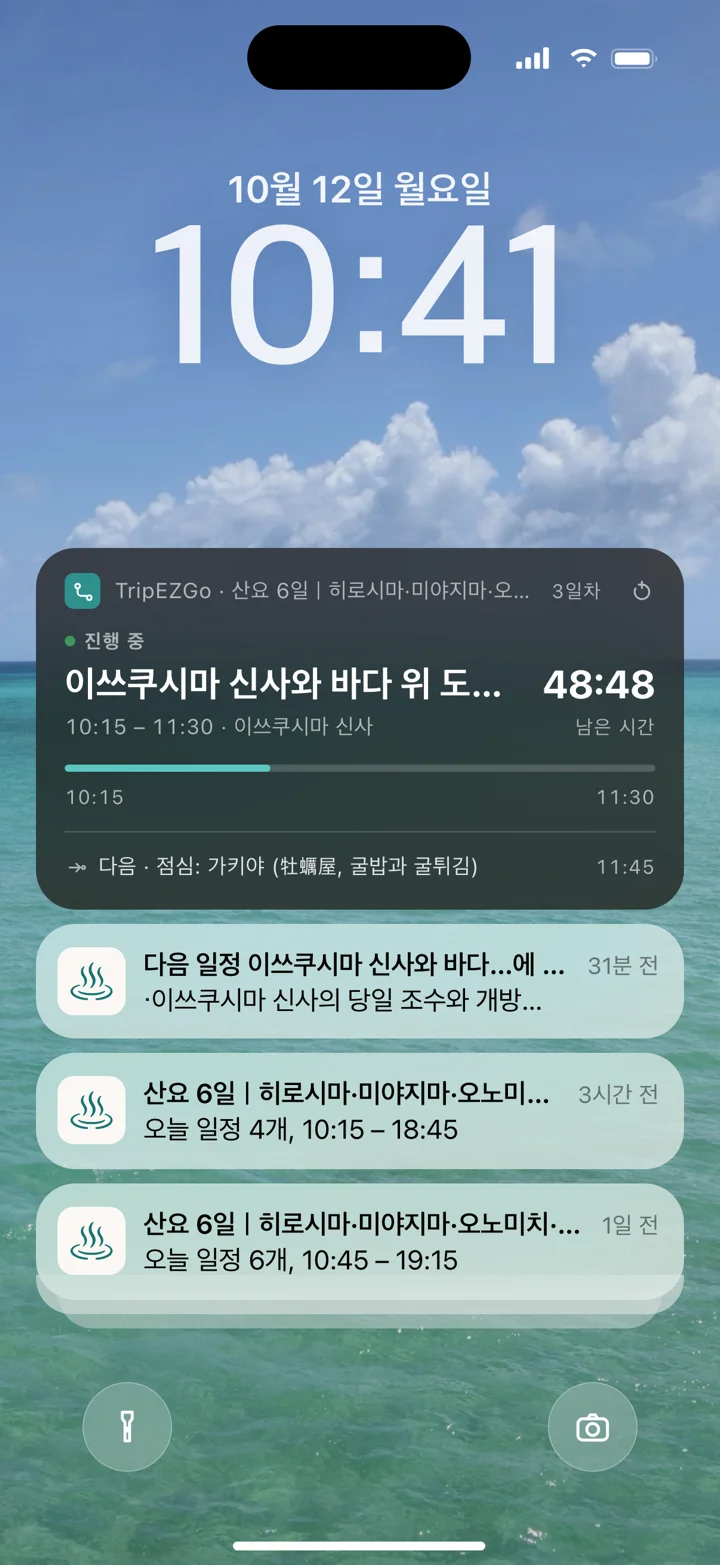 10월 12일 월요일
10:41
TripEZGo · 산요 6일 | 히로시마·미야지마·오... 3일차
진행 중
이쓰쿠시마 신사와 바다 위 도... 48:48
10:15 – 11:30 · 이쓰쿠시마 신사 남은 시간
10:15 11:30
다음 · 점심: 가키야 (牡蠣屋, 굴밥과 굴튀김) 11:45
다음 일정 이쓰쿠시마 신사와 바다...에 ... 31분 전
·이쓰쿠시마 신사의 당일 조수와 개방...
산요 6일 | 히로시마·미야지마·오노미... 3시간 전
오늘 일정 4개, 10:15 – 18:45
산요 6일 | 히로시마·미야지마·오노미치·... 1일 전
오늘 일정 6개, 10:45 – 19:15